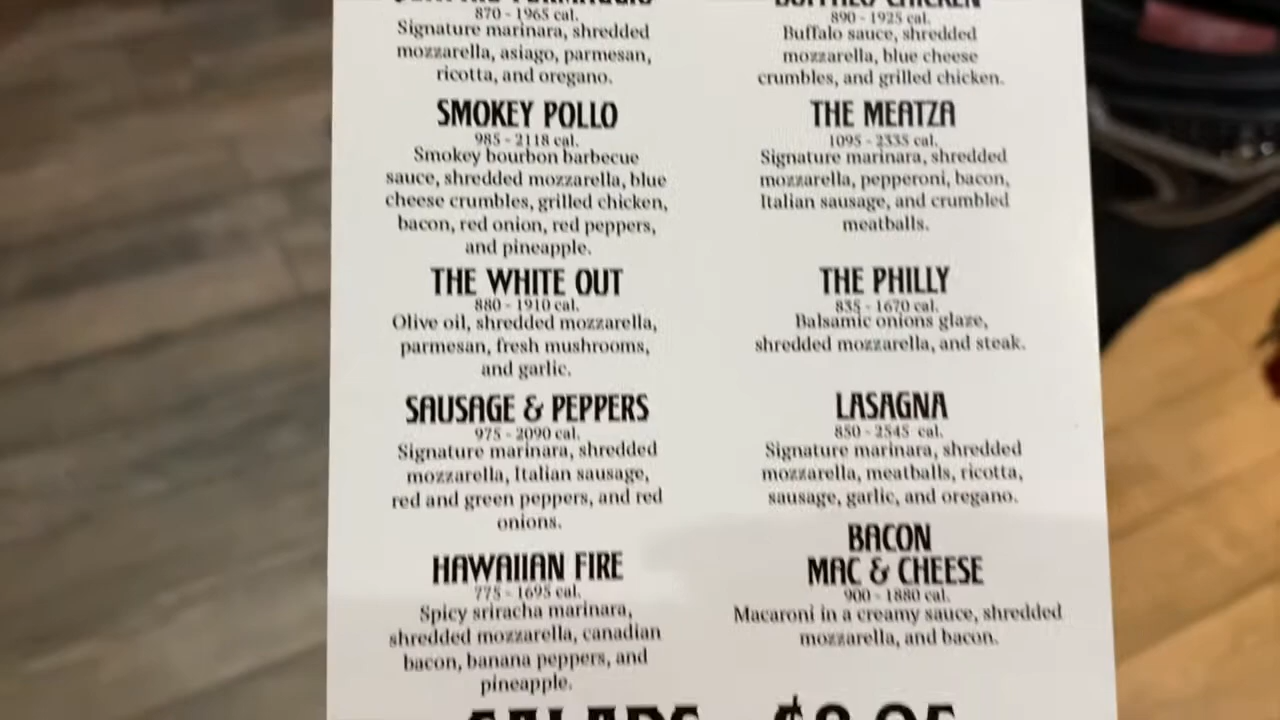 870 - 1965 cal.
Signature marinara, shredded
mozzarella, asiago, parmesan,
ricotta, and oregano.
SMOKEY POLLO
985 - 2118 cal.
Smokey bourbon barbecue
sauce, shredded mozzarella, blue
cheese crumbles, grilled chicken,
bacon, red onion, red peppers,
and pineapple.
THE WHITE OUT
880 - 1910 cal.
Olive oil, shredded mozzarella,
parmesan, fresh mushrooms,
and garlic.
SAUSAGE & PEPPERS
975 - 2090 cal.
Signature marinara, shredded
mozzarella, Italian sausage,
red and green peppers, and red
onions.
HAWAIIAN FIRE
775 - 1695 cal.
Spicy sriracha marinara,
shredded mozzarella, canadian
bacon, banana peppers, and
pineapple.
BUFFALO CHICKEN
890 - 1925 cal.
Buffalo sauce, shredded
mozzarella, blue cheese
crumbles, and grilled chicken.
THE MEATZA
1095 - 2335 cal.
Signature marinara, shredded
mozzarella, pepperoni, bacon,
Italian sausage, and crumbled
meatballs.
THE PHILLY
835 - 1670 cal.
Balsamic onions glaze,
shredded mozzarella, and steak.
LASAGNA
850 - 2545 cal.
Signature marinara, shredded
mozzarella, meatballs, ricotta,
sausage, garlic, and oregano.
BACON
MAC & CHEESE
900 - 1880 cal.
Macaroni in a creamy sauce, shredded
mozzarella, and bacon.
SALADS